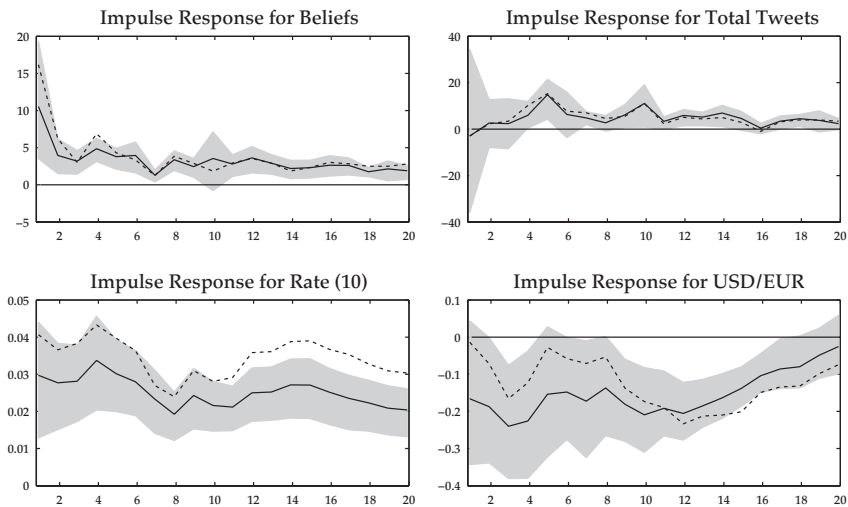 Impulse Response for Beliefs
20
15
10
5
0
−5
2 4 6 8 10 12 14 16 18 20
Impulse Response for Total Tweets
40
20
0
−20
−40
2 4 6 8 10 12 14 16 18 20
Impulse Response for Rate (10)
0.05
0.04
0.03
0.02
0.01
0
2 4 6 8 10 12 14 16 18 20
Impulse Response for USD/EUR
0.1
0
−0.1
−0.2
−0.3
−0.4
2 4 6 8 10 12 14 16 18 20